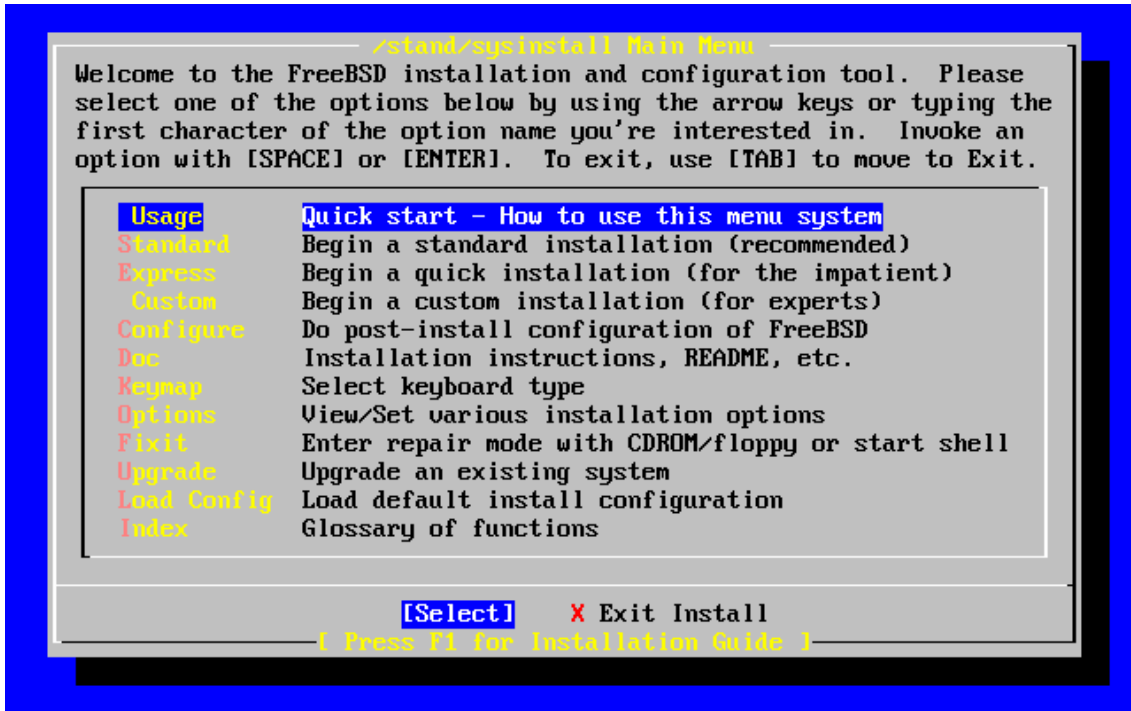 /stand/sysinstall Main Menu
Welcome to the FreeBSD installation and configuration tool.  Please
select one of the options below by using the arrow keys or typing the
first character of the option name you're interested in.  Invoke an
option with [SPACE] or [ENTER].  To exit, use [TAB] to move to Exit.
Usage Quick start - How to use this menu system
Standard Begin a standard installation (recommended)
Express Begin a quick installation (for the impatient)
Custom Begin a custom installation (for experts)
Configure Do post-install configuration of FreeBSD
Doc Installation instructions, README, etc.
Keymap Select keyboard type
Options View/Set various installation options
Fixit Enter repair mode with CDROM/floppy or start shell
Upgrade Upgrade an existing system
Load Config Load default install configuration
Index Glossary of functions
[Select] X Exit Install
[ Press F1 for Installation Guide ]